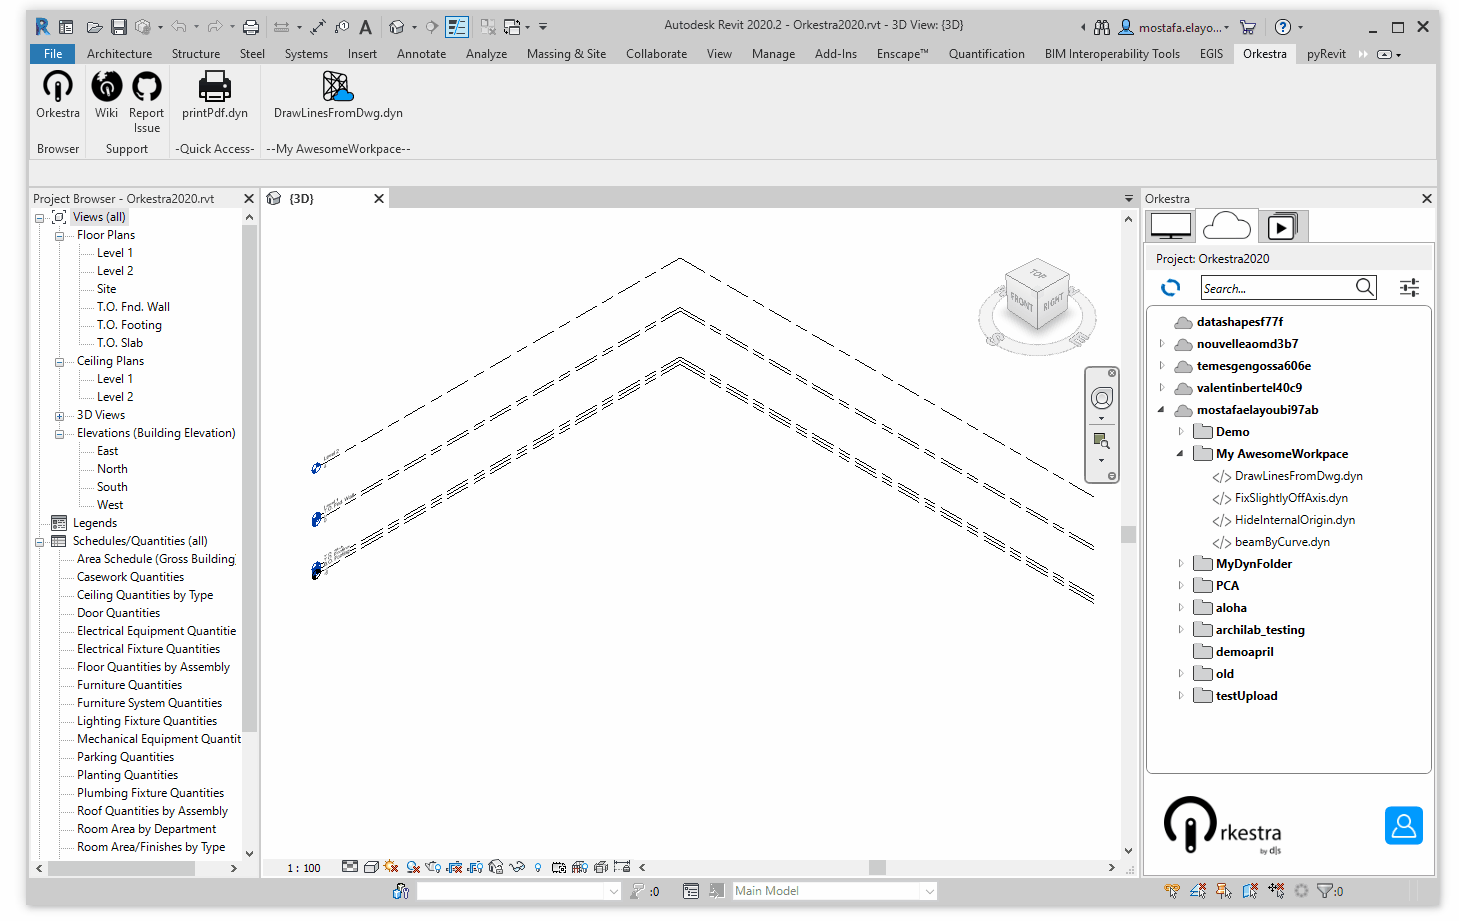 Autodesk Revit 2020.2 - Orkestra2020.rvt - 3D View: {3D}
mostafa.elayo...
File Architecture Structure Steel Systems Insert Annotate Analyze Massing & Site Collaborate View Manage Add-Ins Enscape™ Quantification BIM Interoperability Tools EGIS Orkestra pyRevit
Orkestra Wiki Report Issue printPdf.dyn DrawLinesFromDwg.dyn
Browser Support -Quick Access- --My AwesomeWorkpace--
Project Browser - Orkestra2020.rvt
Views (all)
Floor Plans
Level 1
Level 2
Site
T.O. Fnd. Wall
T.O. Footing
T.O. Slab
Ceiling Plans
Level 1
Level 2
3D Views
Elevations (Building Elevation)
East
North
South
West
Legends
Schedules/Quantities (all)
Area Schedule (Gross Building
Casework Quantities
Ceiling Quantities by Type
Door Quantities
Electrical Equipment Quantitie
Electrical Fixture Quantities
Floor Quantities by Assembly
Furniture Quantities
Furniture System Quantities
Lighting Fixture Quantities
Mechanical Equipment Quantit
Parking Quantities
Planting Quantities
Plumbing Fixture Quantities
Roof Quantities by Assembly
Room Area by Department
Room Area/Finishes by Type
{3D}
TOP
FRONT
RIGHT
1 : 100
:0
Main Model
:0
Orkestra
Project: Orkestra2020
Search...
datashapesf77f
nouvelleaomd3b7
temesgengossa606e
valentinbertel40c9
mostafaelayoubi97ab
Demo
My AwesomeWorkpace
DrawLinesFromDwg.dyn
FixSlightlyOffAxis.dyn
HideInternalOrigin.dyn
beamByCurve.dyn
MyDynFolder
PCA
aloha
archilab_testing
demoapril
old
testUpload
rkestra
by d|s